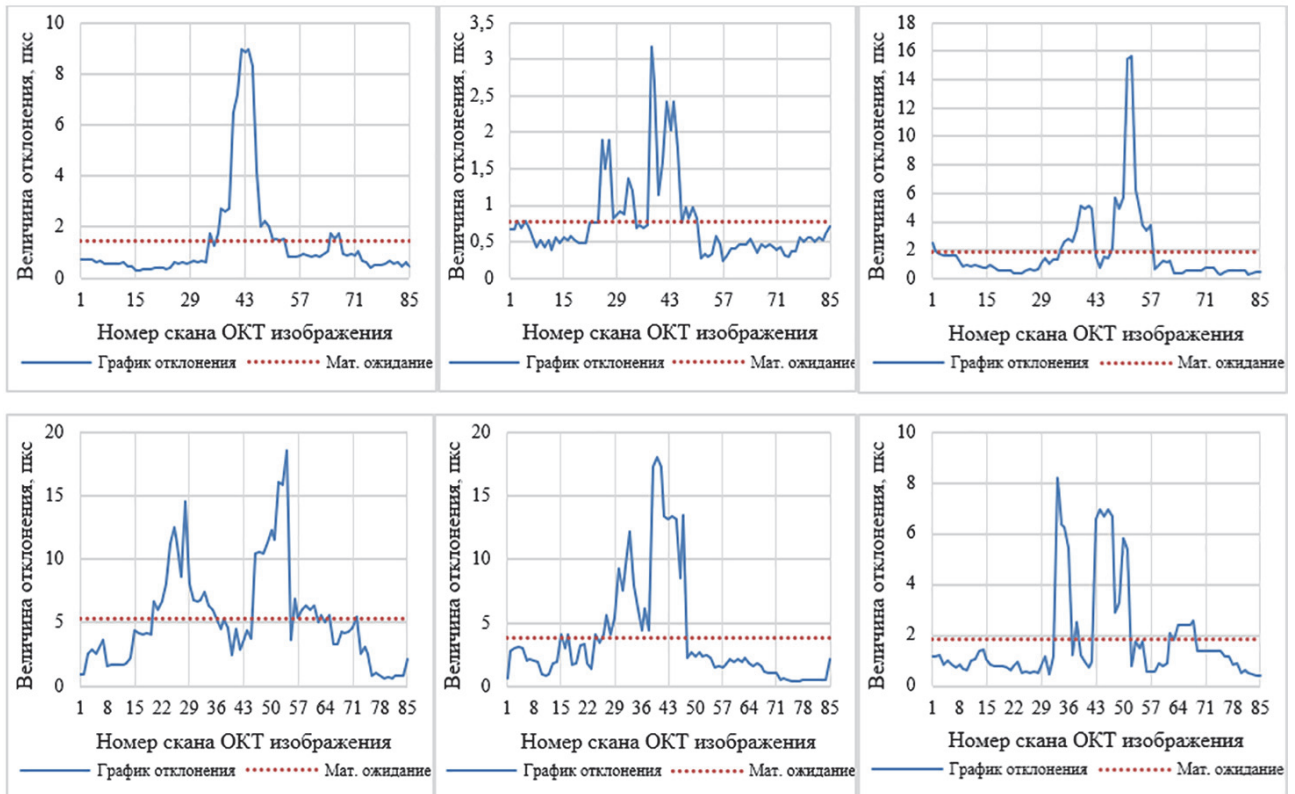 Величина отклонения, пкс
10
8
6
4
2
0
1 15 29 43 57 71 85
Номер скана ОКТ изображения
График отклонения Мат. ожидание
Величина отклонения, пкс
3,5
3
2,5
2
1,5
1
0,5
0
1 15 29 43 57 71 85
Номер скана ОКТ изображения
График отклонения Мат. ожидание
Величина отклонения, пкс
18
16
14
12
10
8
6
4
2
0
1 15 29 43 57 71 85
Номер скана ОКТ изображения
График отклонения Мат. ожидание
Величина отклонения, пкс
20
15
10
5
0
1 8 15 22 29 36 43 50 57 64 71 78 85
Номер скана ОКТ изображения
График отклонения Мат. ожидание
Величина отклонения, пкс
20
15
10
5
0
1 8 15 22 29 36 43 50 57 64 71 78 85
Номер скана ОКТ изображения
График отклонения Мат. ожидание
Величина отклонения, пкс
10
8
6
4
2
0
1 8 15 22 29 36 43 50 57 64 71 78 85
Номер скана ОКТ изображения
График отклонения Мат. ожидание